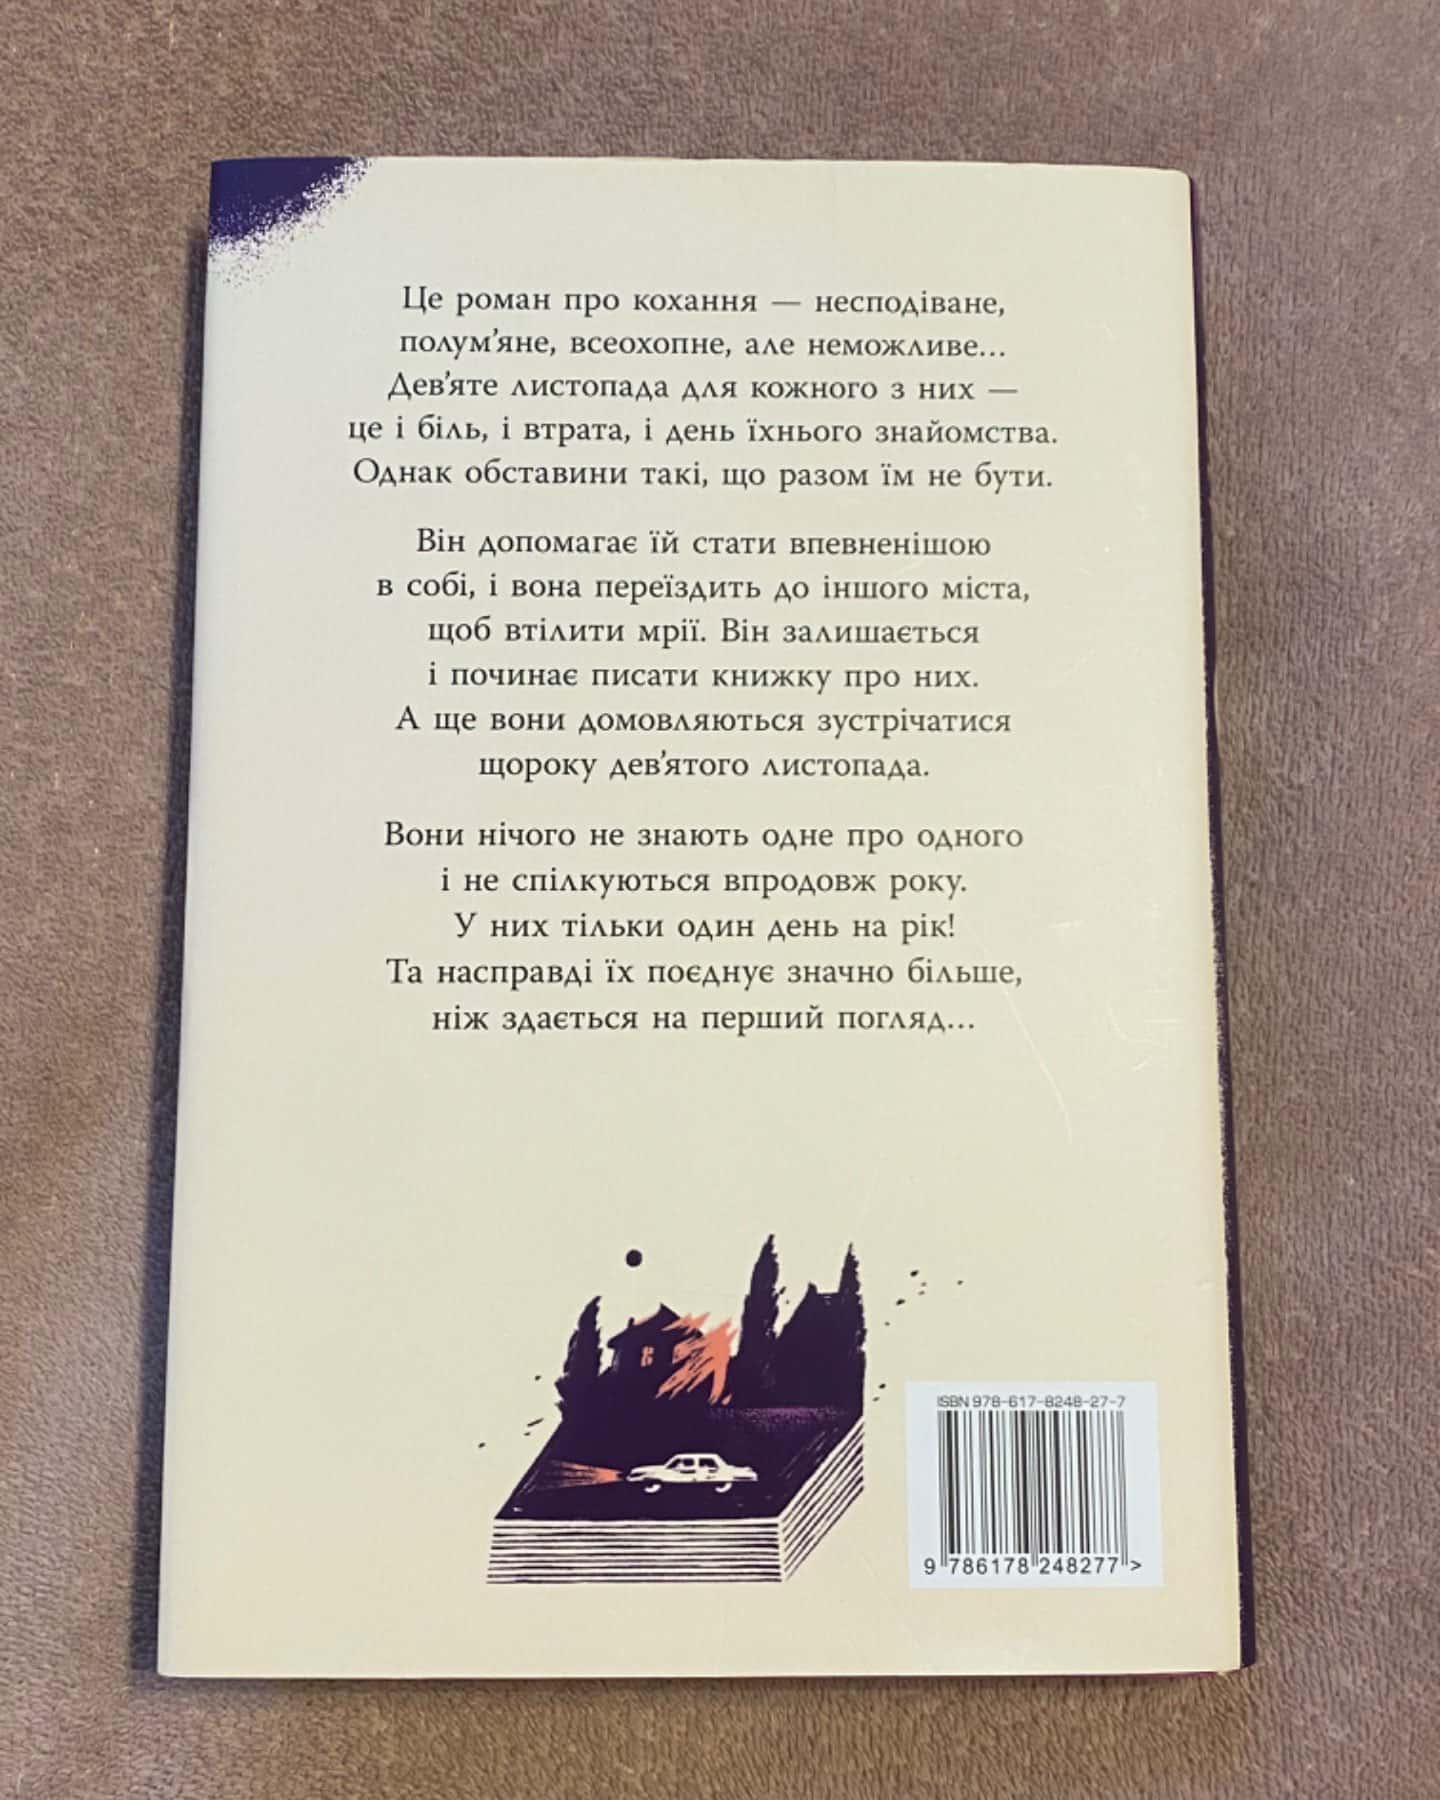 Це роман про кохання — несподіване,
полум'яне, всеохопне, але неможливе...
Дев'яте листопада для кожного з них —
це і біль, і втрата, і день їхнього знайомства.
Однак обставини такі, що разом їм не бути.
Він допомагає їй стати впевненішою
в собі, і вона переїздить до іншого міста,
щоб втілити мрії. Він залишається
і починає писати книжку про них.
А ще вони домовляються зустрічатися
щороку дев'ятого листопада.
Вони нічого не знають одне про одного
і не спілкуються впродовж року.
У них тільки один день на рік!
Та насправді їх поєднує значно більше,
ніж здається на перший погляд...
ISBN 978-617-8248-27-7
9 786178 248277 >